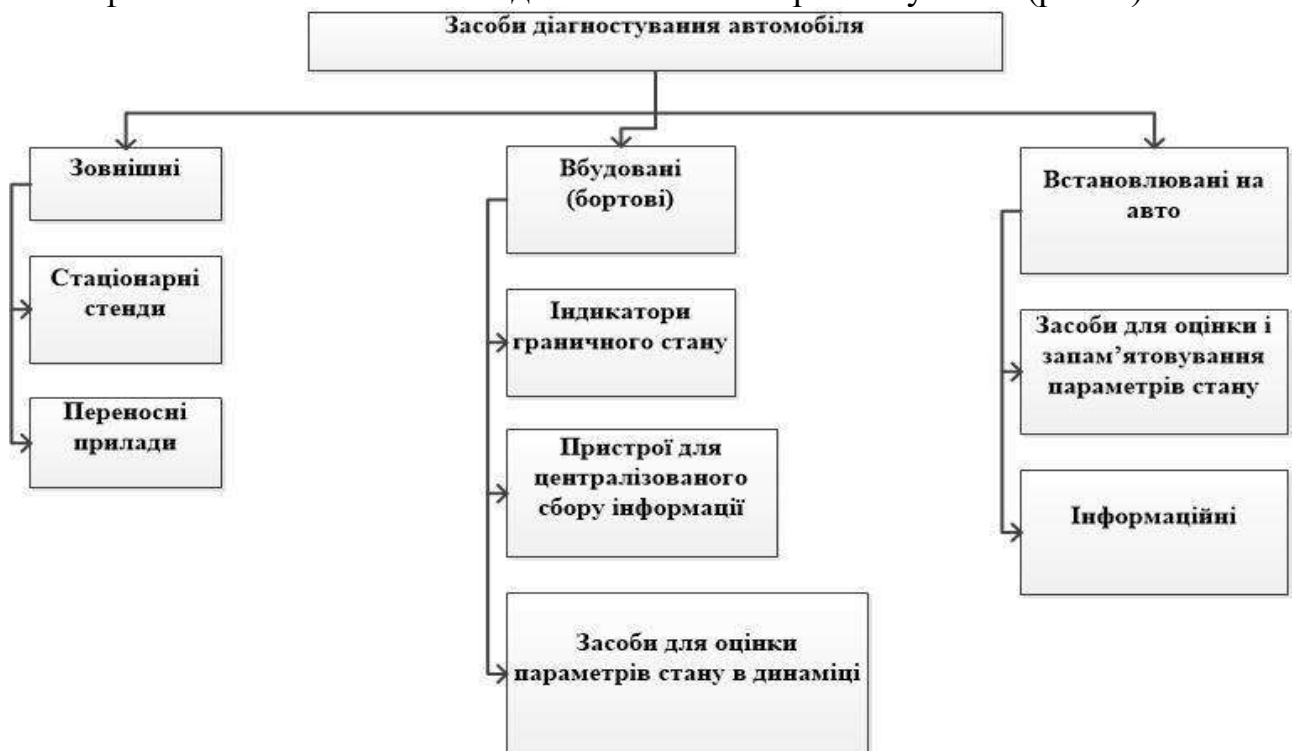 Засоби діагностування автомобіля
Зовнішні
Стаціонарні
стенди
Переносні
прилади
Вбудовані
(бортові)
Індикатори
граничного стану
Пристрої для
централізованого
сбору інформації
Засоби для оцінки
параметрів стану в динаміці
Встановлювані на
авто
Засоби для оцінки і
запам’ятовування
параметрів стану
Інформаційні